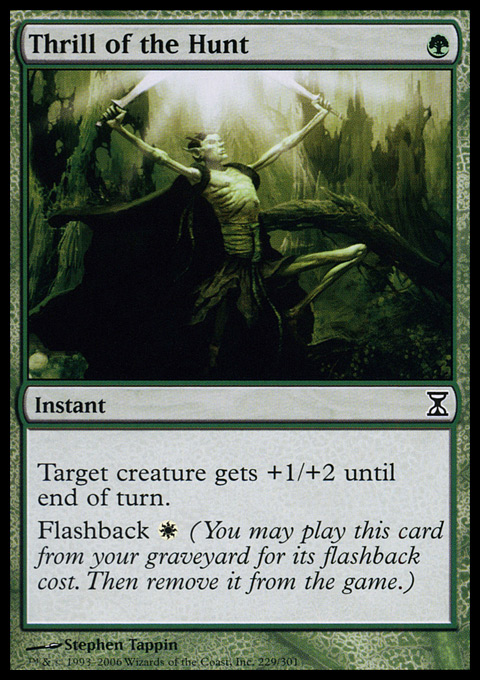 Thrill of the Hunt
Instant
Target creature gets +1/+2 until
end of turn.
Flashback (You may play this card
from your graveyard for its flashback
cost. Then remove it from the game.)
Stephen Tappin
1993–2006 Wizards of the Coast, Inc. 229/301